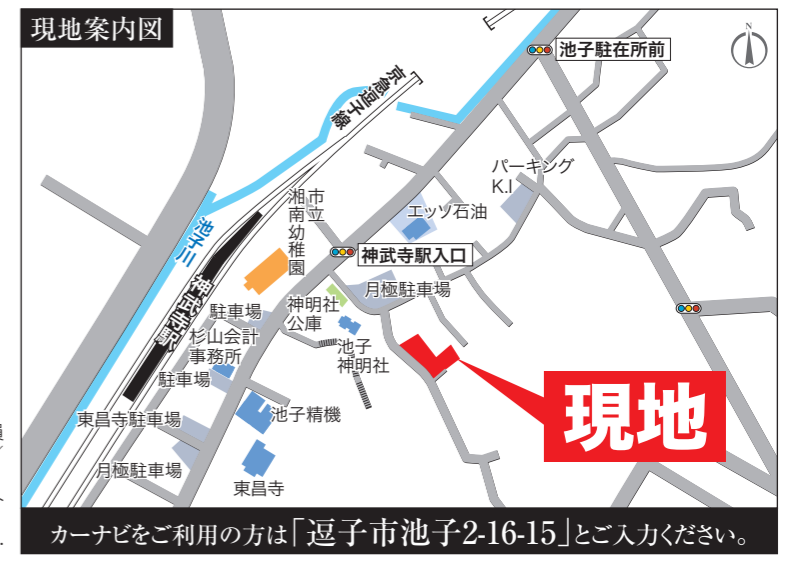 現地案内図
N
池子駐在所前
京急逗子線
パーキング
K.I
市立
湘南幼稚園
エッソ石油
池子川
神武寺駅入口
神武寺駅
月極駐車場
駐車場
神明社
公庫
杉山会計
事務所
池子
神明社
駐車場
現地
東昌寺駐車場
池子精機
月極駐車場
東昌寺
カーナビをご利用の方は「逗子市池子2-16-15」とご入力ください。